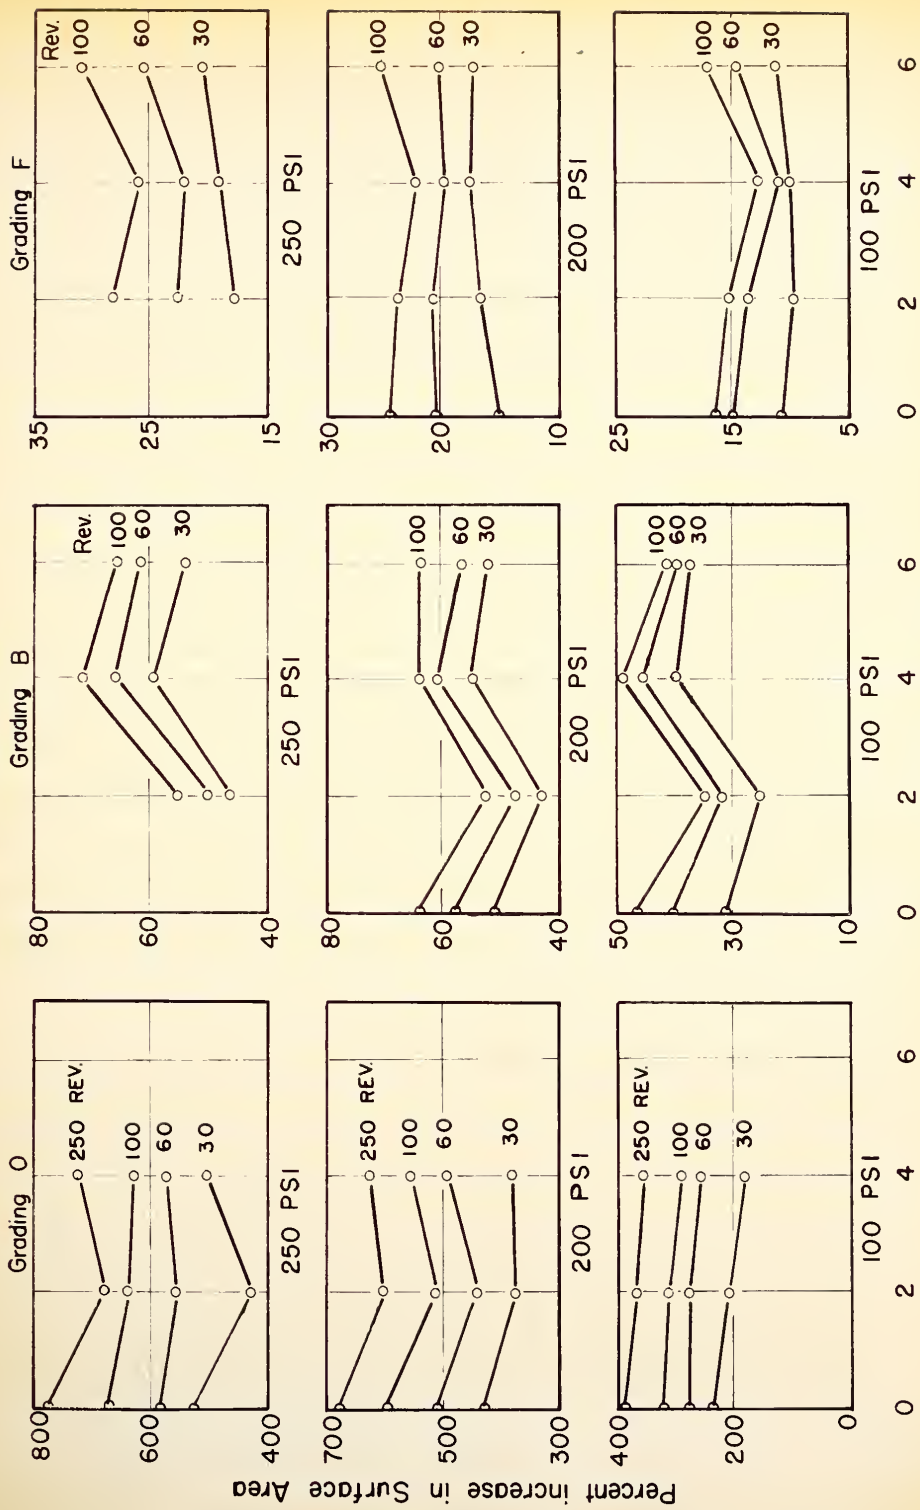 Percent increase in Surface Area
Grading O
800
600
400
250 REV.
100
60
30
250 PSI
Grading B
80
60
40
Rev.
100
60
30
250 PSI
Grading F
35
25
15
Rev.
100
60
30
250 PSI
700
500
300
250 REV.
100
60
30
200 PSI
80
60
40
100
60
30
200 PSI
30
20
10
100
60
30
200 PSI
400
200
0
250 REV.
100
60
30
0 2 4 6
100 PSI
50
30
10
100
60
30
0 2 4 6
100 PSI
25
15
5
100
60
30
0 2 4 6
100 PSI